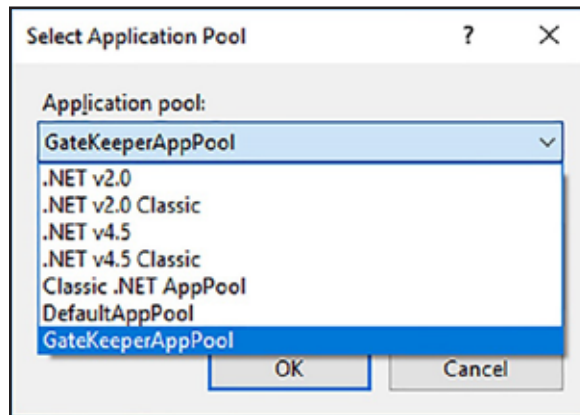 Select Application Pool ?
Application pool:
GateKeeperAppPool
.NET v2.0
.NET v2.0 Classic
.NET v4.5
.NET v4.5 Classic
Classic .NET AppPool
DefaultAppPool
GateKeeperAppPool
OK Cancel